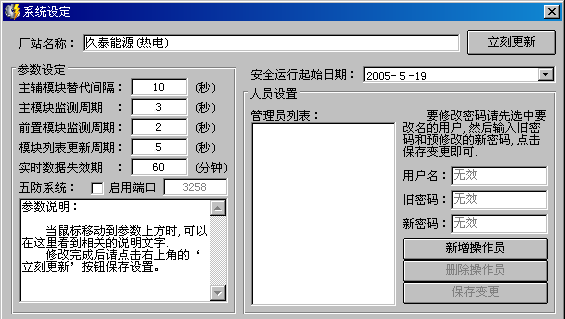 系统设定
厂站名称： 久泰能源(热电) 立刻更新
参数设定 安全运行起始日期： 2005- 5 -19
主辅模块替代间隔： 10 (秒)
主模块监测周期 ： 3 (秒)
前置模块监测周期： 2 (秒)
模块列表更新周期： 5 (秒)
实时数据失效期 ： 60 (分钟)
五防系统： 启用端口 3258
参数说明：
当鼠标移动到参数上方时,可以
在这里看到相关的说明文字.
修改完成后请点击右上角的‘
立刻更新’按钮保存设置。
人员设置
管理员列表：
要修改密码请先选中要
改名的用户,然后输入旧密
码和预修改的新密码,点击
保存变更即可.
用户名： 无效
旧密码： 无效
新密码： 无效
新增操作员
删除操作员
保存变更